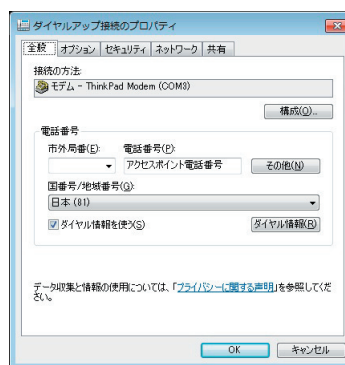 ダイヤルアップ接続のプロパティ
全般 オプション セキュリティ ネットワーク 共有
接続の方法:
モデム - ThinkPad Modem (COM3)
構成(O)...
電話番号
市外局番(E): 電話番号(P):
アクセスポイント電話番号 その他(N)
国番号/地域番号(G):
日本 (81)
ダイヤル情報を使う(S) ダイヤル情報(R)
データ収集と情報の使用については、「プライバシーに関する声明」を参照してくだ
さい。
OK キャンセル